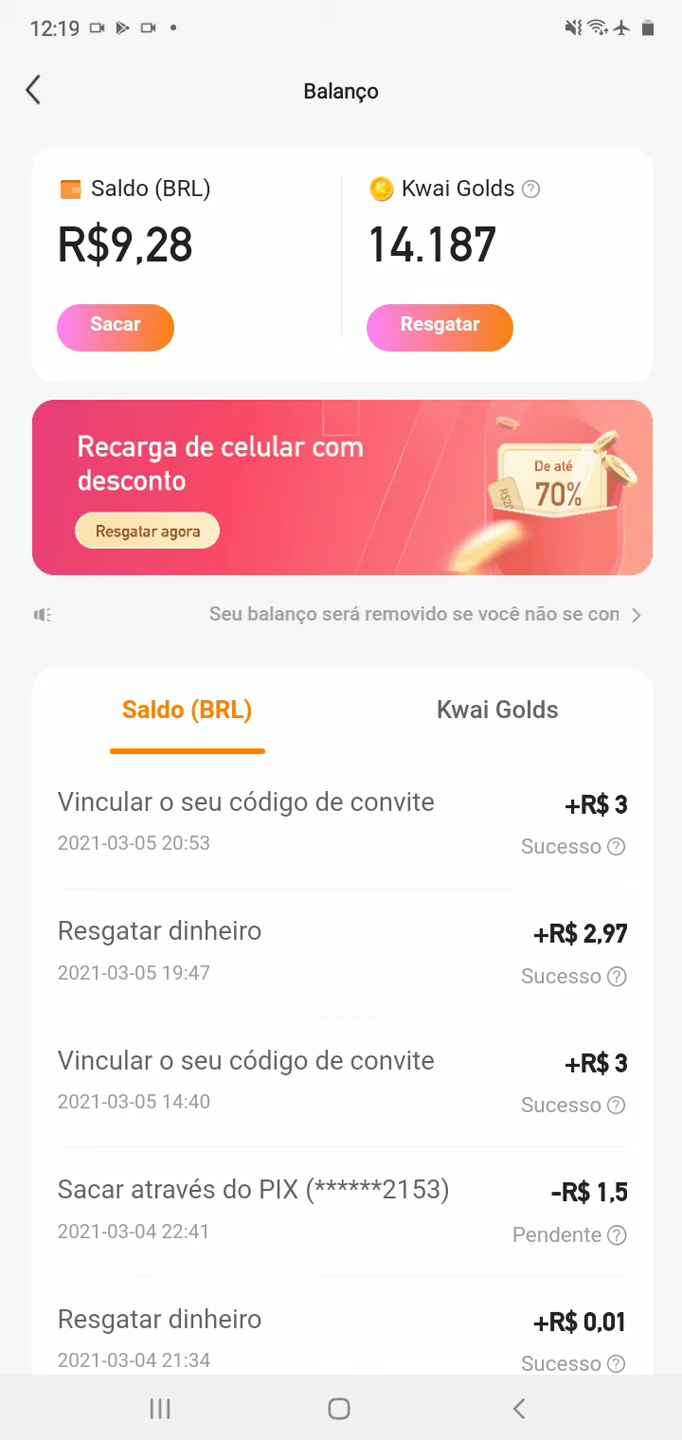 12:19
Balanço
Saldo (BRL)
R$9,28
Sacar
Kwai Golds
14.187
Resgatar
Recarga de celular com
desconto
Resgatar agora
De até
70%
Seu balanço será removido se você não se con
Saldo (BRL)
Kwai Golds
Vincular o seu código de convite
+R$ 3
2021-03-05 20:53
Sucesso
Resgatar dinheiro
+R$ 2,97
2021-03-05 19:47
Sucesso
Vincular o seu código de convite
+R$ 3
2021-03-05 14:40
Sucesso
Sacar através do PIX (******2153)
-R$ 1,5
2021-03-04 22:41
Pendente
Resgatar dinheiro
+R$ 0,01
2021-03-04 21:34
Sucesso